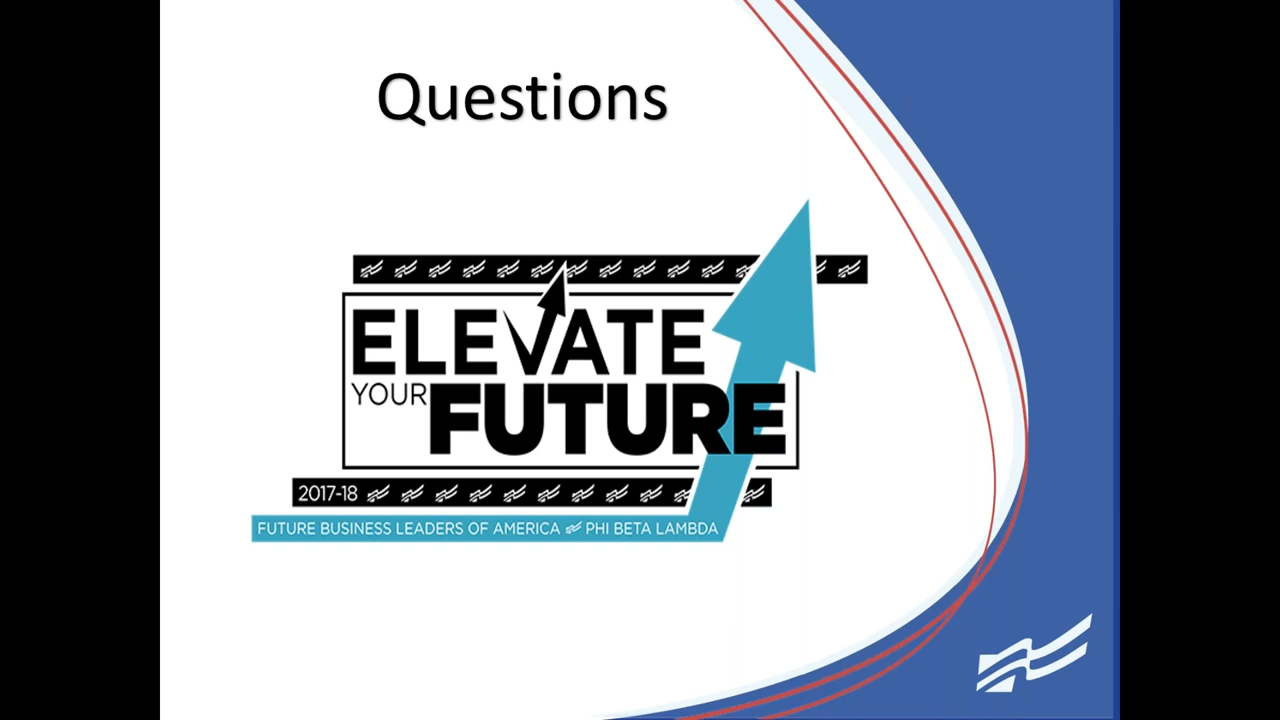 Questions
ELEVATE
YOUR FUTURE
2017-18
FUTURE BUSINESS LEADERS OF AMERICA PHI BETA LAMBDA